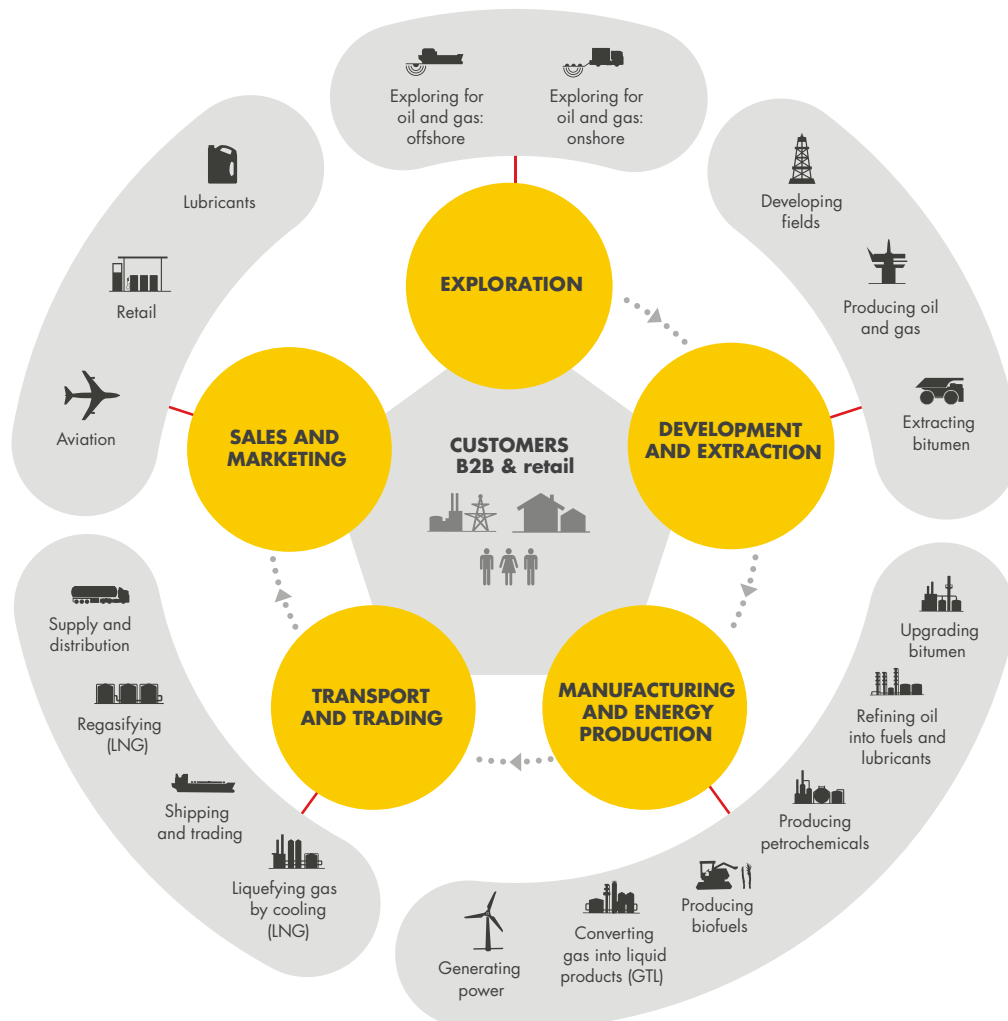 Exploring for
oil and gas:
offshore
Exploring for
oil and gas:
onshore
EXPLORATION
Developing
fields
Producing oil
and gas
Extracting
bitumen
DEVELOPMENT
AND EXTRACTION
Upgrading
bitumen
Refining oil
into fuels and
lubricants
Producing
petrochemicals
Producing
biofuels
Converting
gas into liquid
products (GTL)
Generating
power
MANUFACTURING
AND ENERGY
PRODUCTION
Liquefying gas
by cooling
(LNG)
Shipping
and trading
Regasifying
(LNG)
Supply and
distribution
TRANSPORT
AND TRADING
Aviation
Retail
Lubricants
SALES AND
MARKETING
CUSTOMERS
B2B & retail